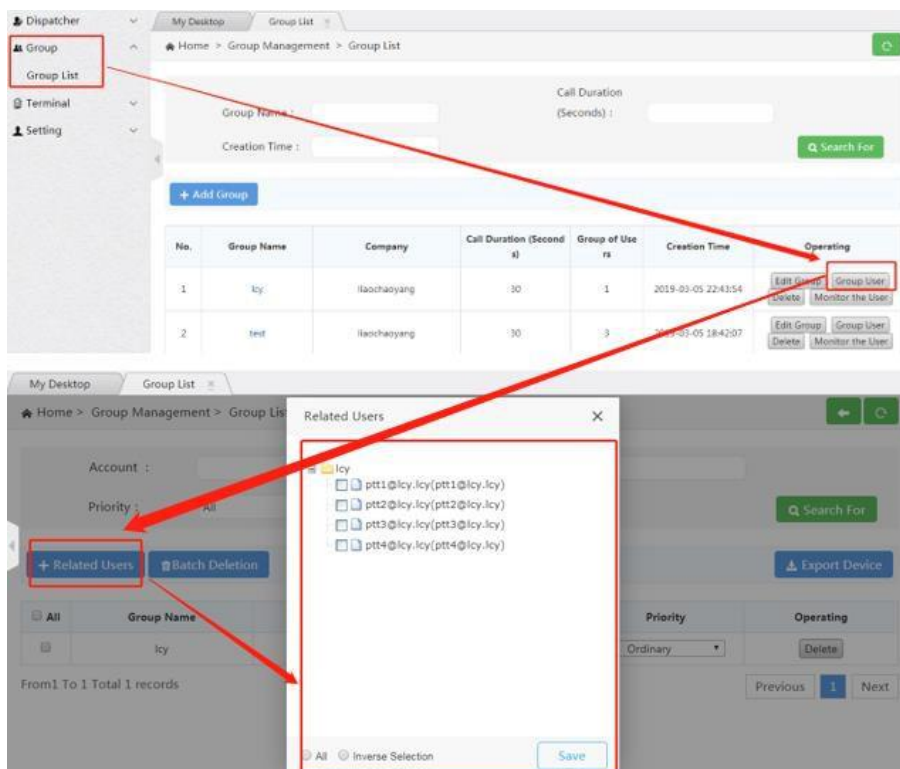 Dispatcher
My Desktop
Group List
Group
Home > Group Management > Group List
Group List
Terminal
Call Duration
Group Name :
(Seconds) :
Setting
Creation Time :
Search For
+ Add Group
No.
Group Name
Company
Call Duration (Second
s)
Group of Use
rs
Creation Time
Operating
1
lcy
liaochaoyang
30
1
2019-03-05 22:43:54
Edit Group
Group User
Delete
Monitor the User
2
test
liaochaoyang
30
3
2019-03-05 18:42:07
Edit Group
Group User
Delete
Monitor the User
My Desktop
Group List
Home > Group Management > Group Lis
Related Users
Account :
lcy
ptt1@lcy.lcy(ptt1@lcy.lcy)
ptt2@lcy.lcy(ptt2@lcy.lcy)
ptt3@lcy.lcy(ptt3@lcy.lcy)
ptt4@lcy.lcy(ptt4@lcy.lcy)
Priority :
All
Search For
+ Related Users
Batch Deletion
Export Device
All
Group Name
Priority
Operating
lcy
Ordinary
Delete
From1 To 1 Total 1 records
Previous
1
Next
All
Inverse Selection
Save